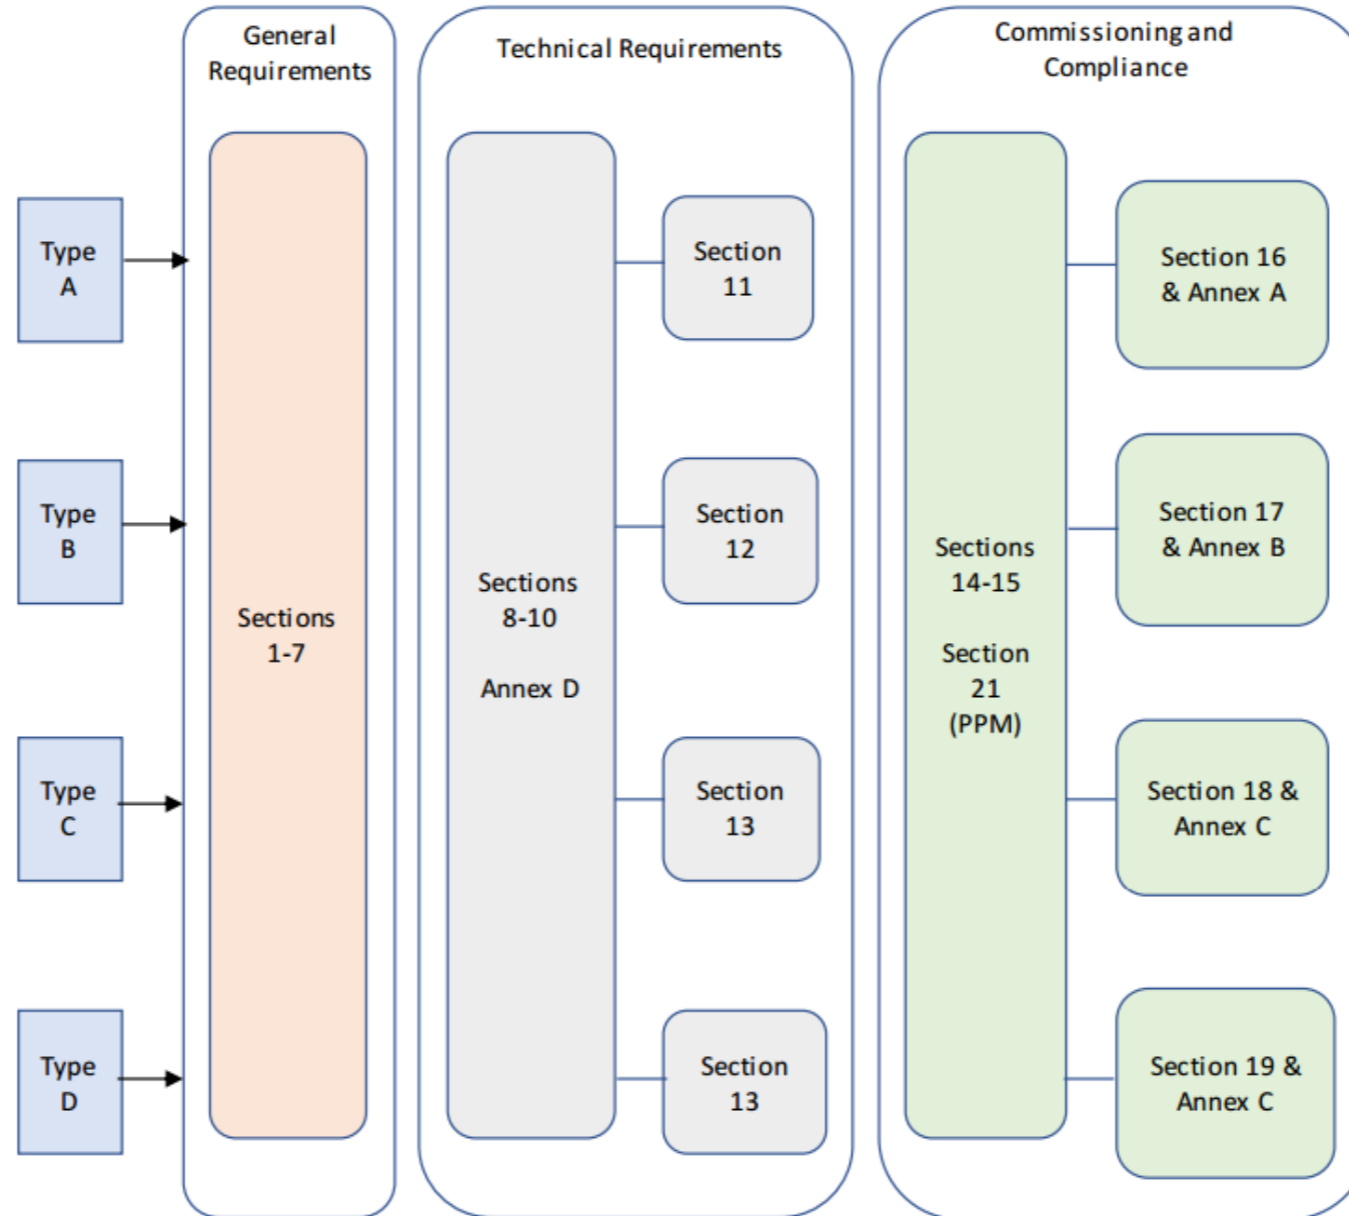 General
Requirements
Technical Requirements
Commissioning and
Compliance
Type
A
Type
B
Type
C
Type
D
Sections
1-7
Sections
8-10
Annex D
Section
11
Section
12
Section
13
Section
13
Sections
14-15
Section
21
(PPM)
Section 16
& Annex A
Section 17
& Annex B
Section 18 &
Annex C
Section 19 &
Annex C